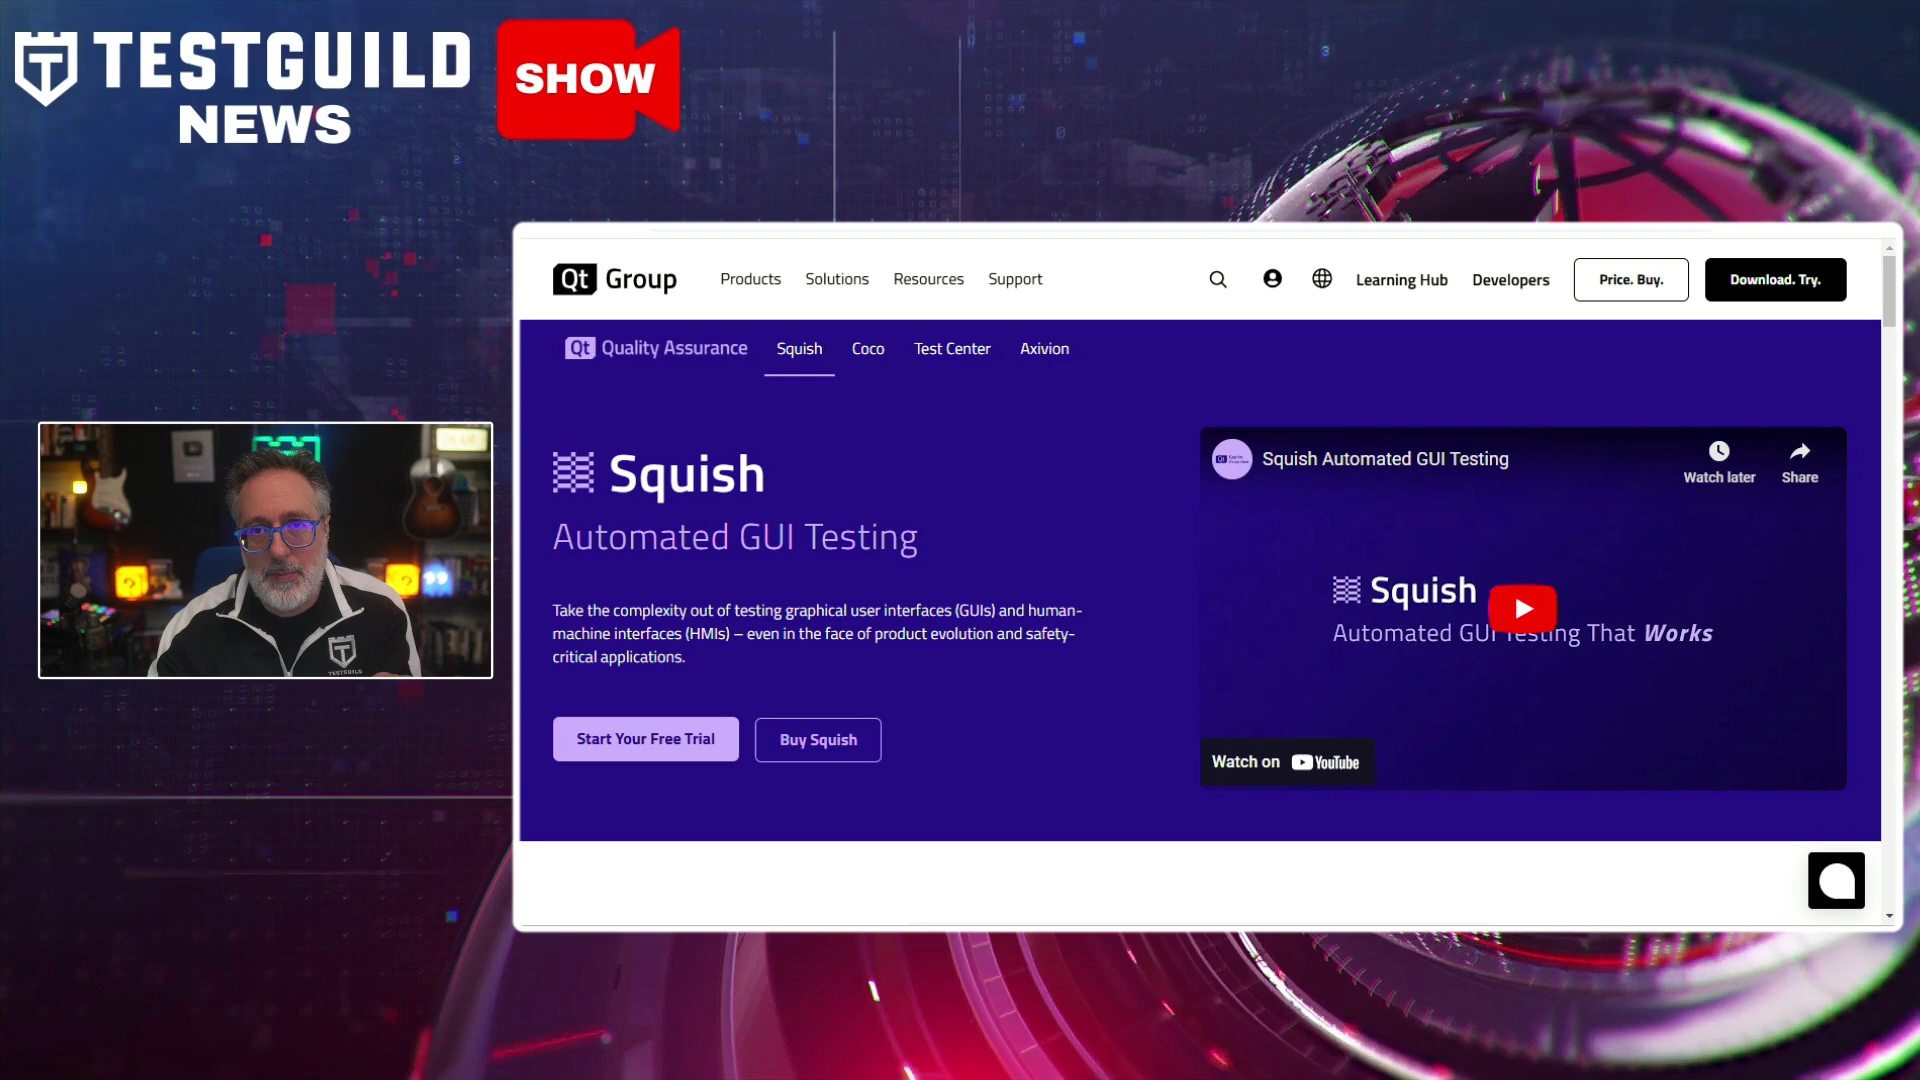 TESTGUILD
NEWS
SHOW
Qt Group
Products
Solutions
Resources
Support
Learning Hub
Developers
Price. Buy.
Download. Try.
Qt Quality Assurance
Squish
Coco
Test Center
Axivion
Squish
Automated GUI Testing
Take the complexity out of testing graphical user interfaces (GUIs) and human-
machine interfaces (HMIs) – even in the face of product evolution and safety-
critical applications.
Start Your Free Trial
Buy Squish
Squish Automated GUI Testing
Watch later
Share
Squish
Automated GUI Testing That Works
Watch on YouTube
TESTGUILD